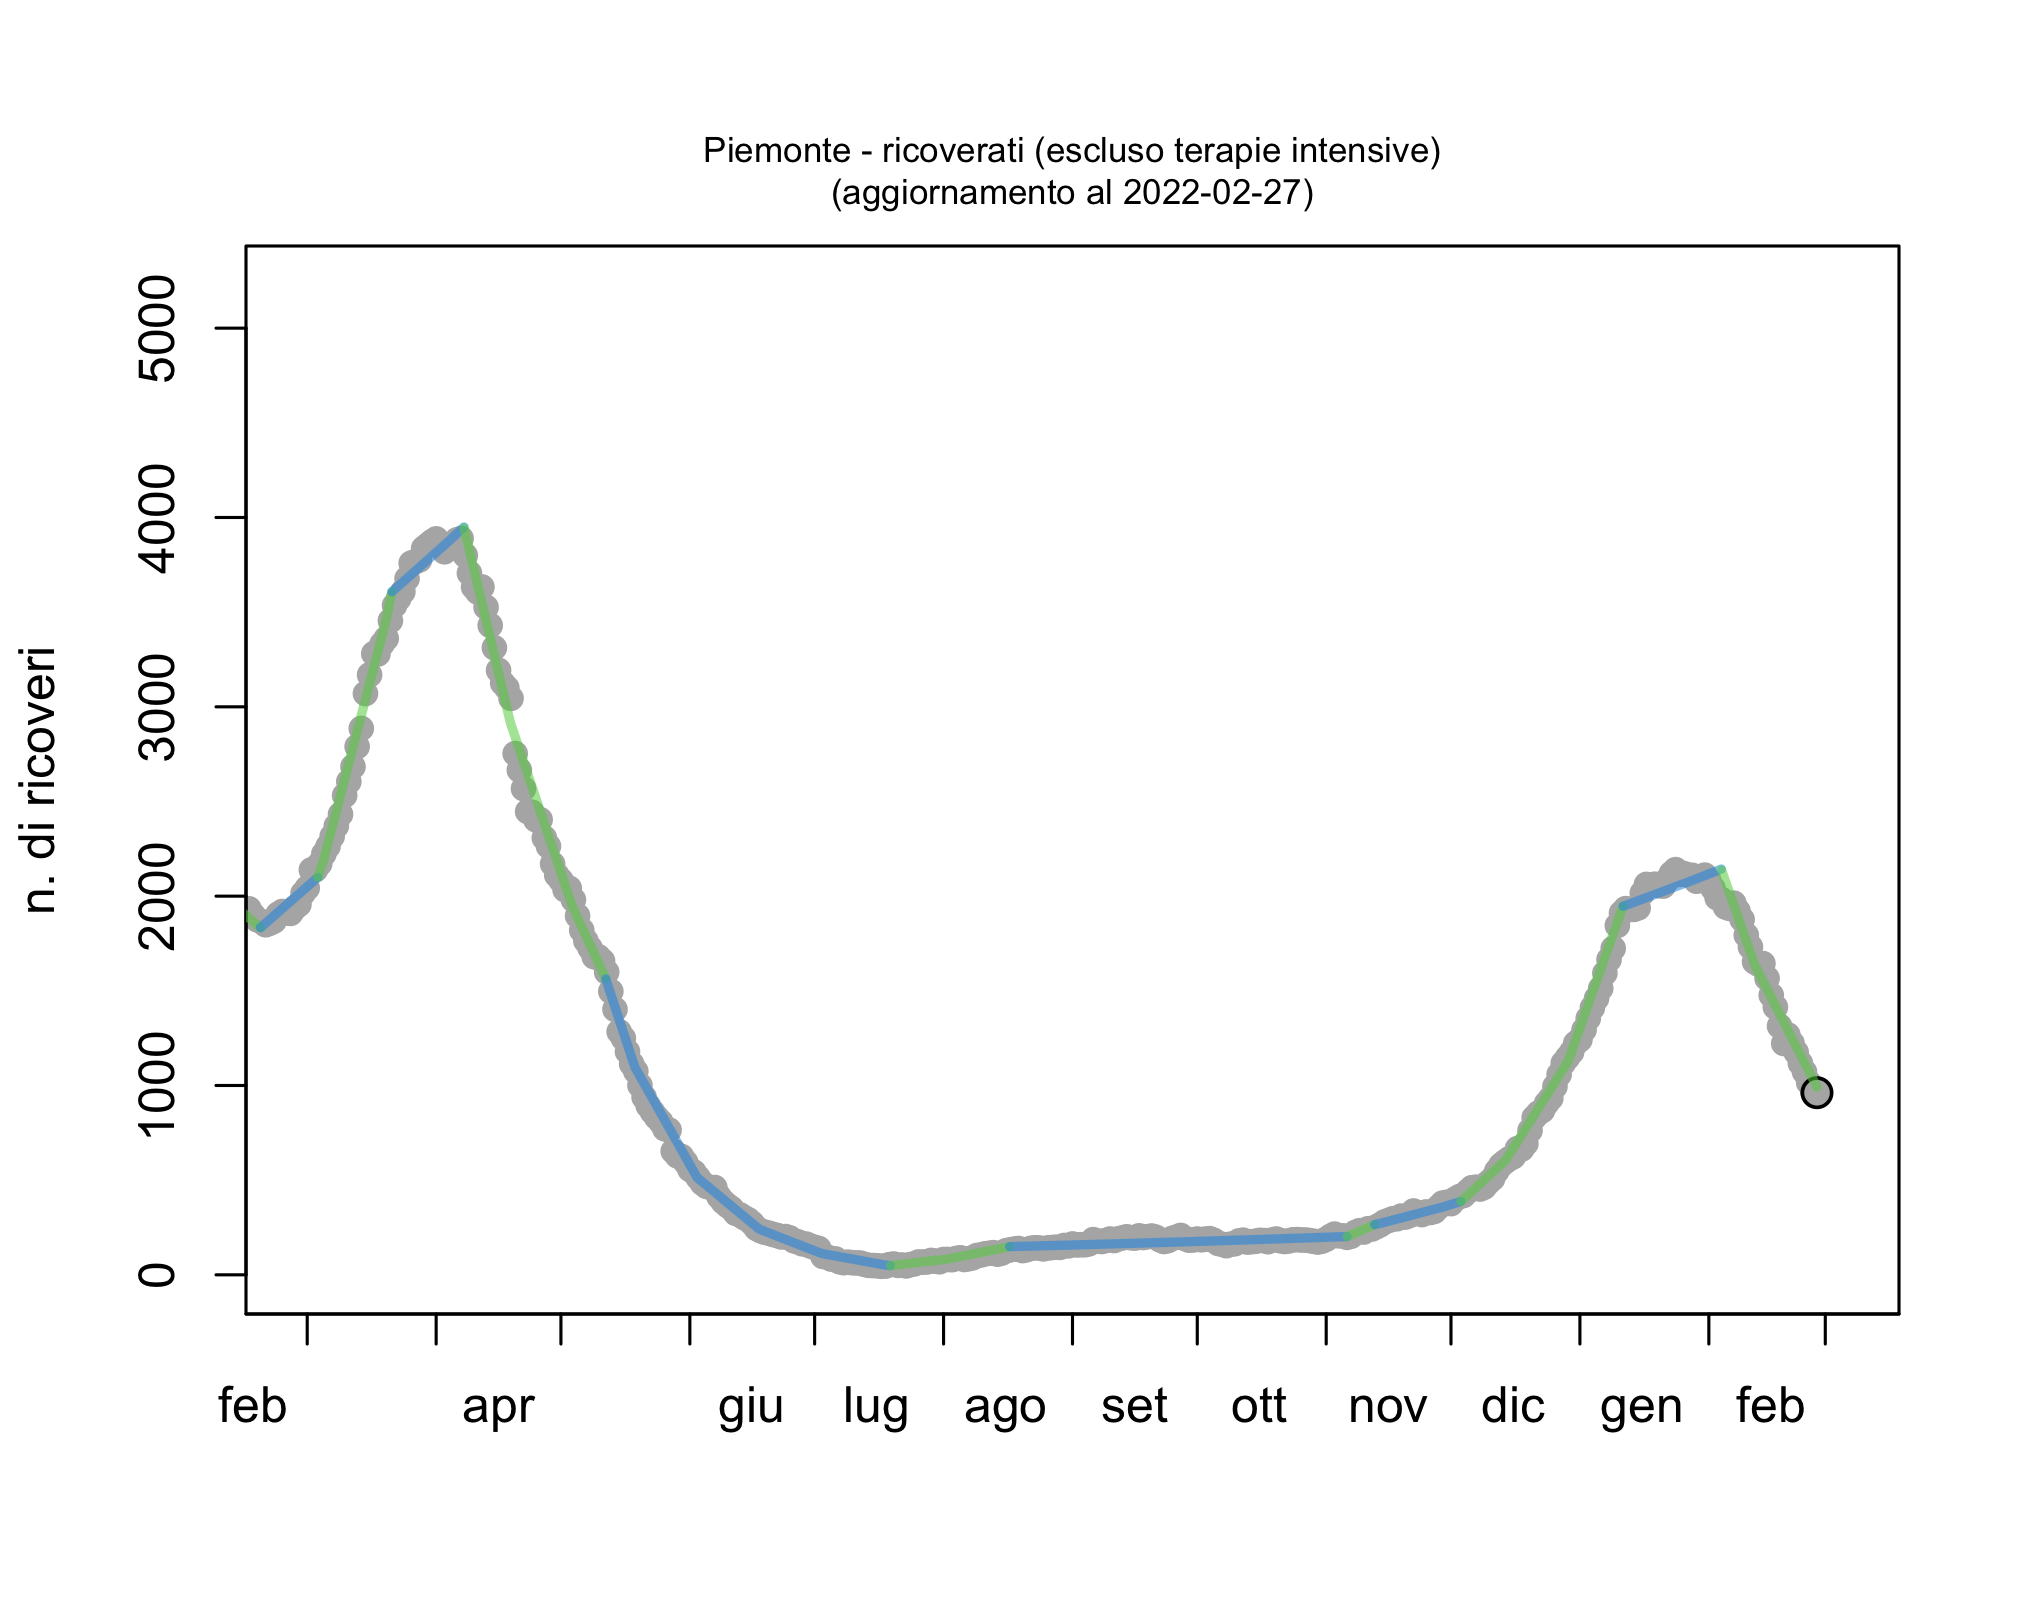 Piemonte - ricoverati (escluso terapie intensive)
(aggiornamento al 2022-02-27)
n. di ricoveri
5000
4000
3000
2000
1000
0
feb apr giu lug ago set ott nov dic gen feb